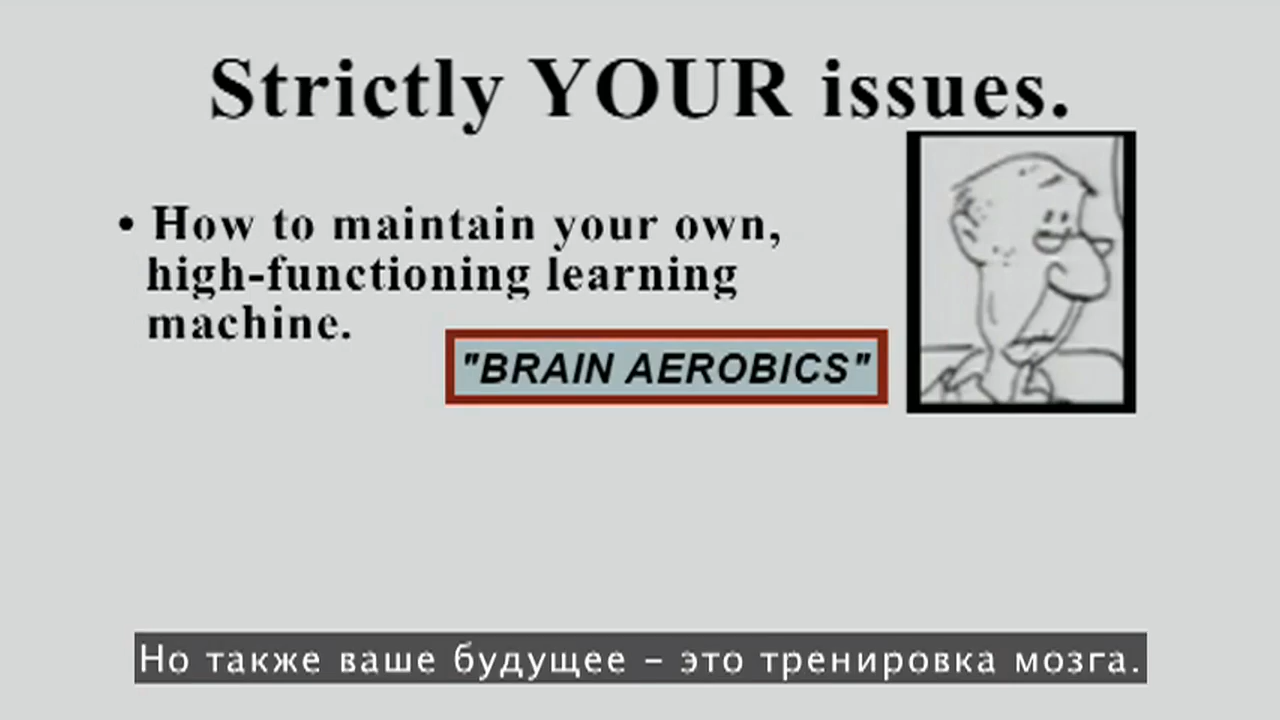 Strictly YOUR issues.
• How to maintain your own,
high-functioning learning
machine.
"BRAIN AEROBICS"
Но также ваше будущее – это тренировка мозга.